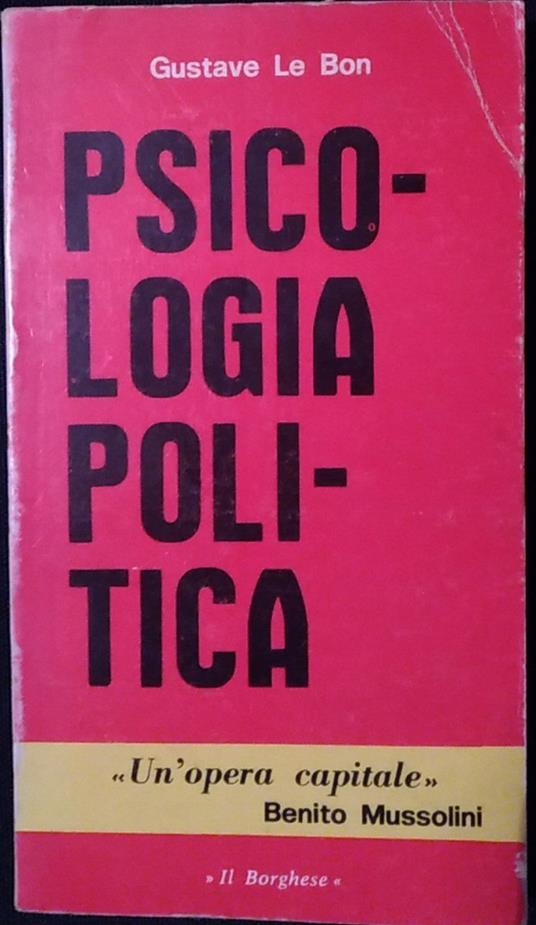 Gustave Le Bon
PSICO-
LOGIA
POLI-
TICA
«Un'opera capitale»
Benito Mussolini
» Il Borghese «